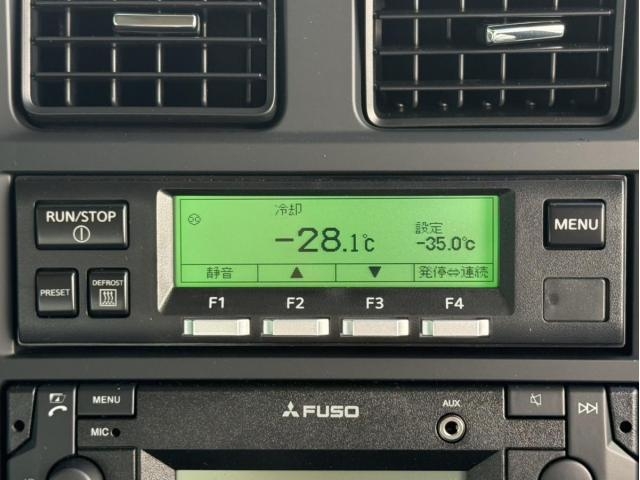 RUN/STOP
冷却
設定
-28.1℃
-35.0℃
MENU
静音
▲
▼
発停⇔連続
PRESET
DEFROST
F1
F2
F3
F4
MENU
MIC
FUSO
AUX